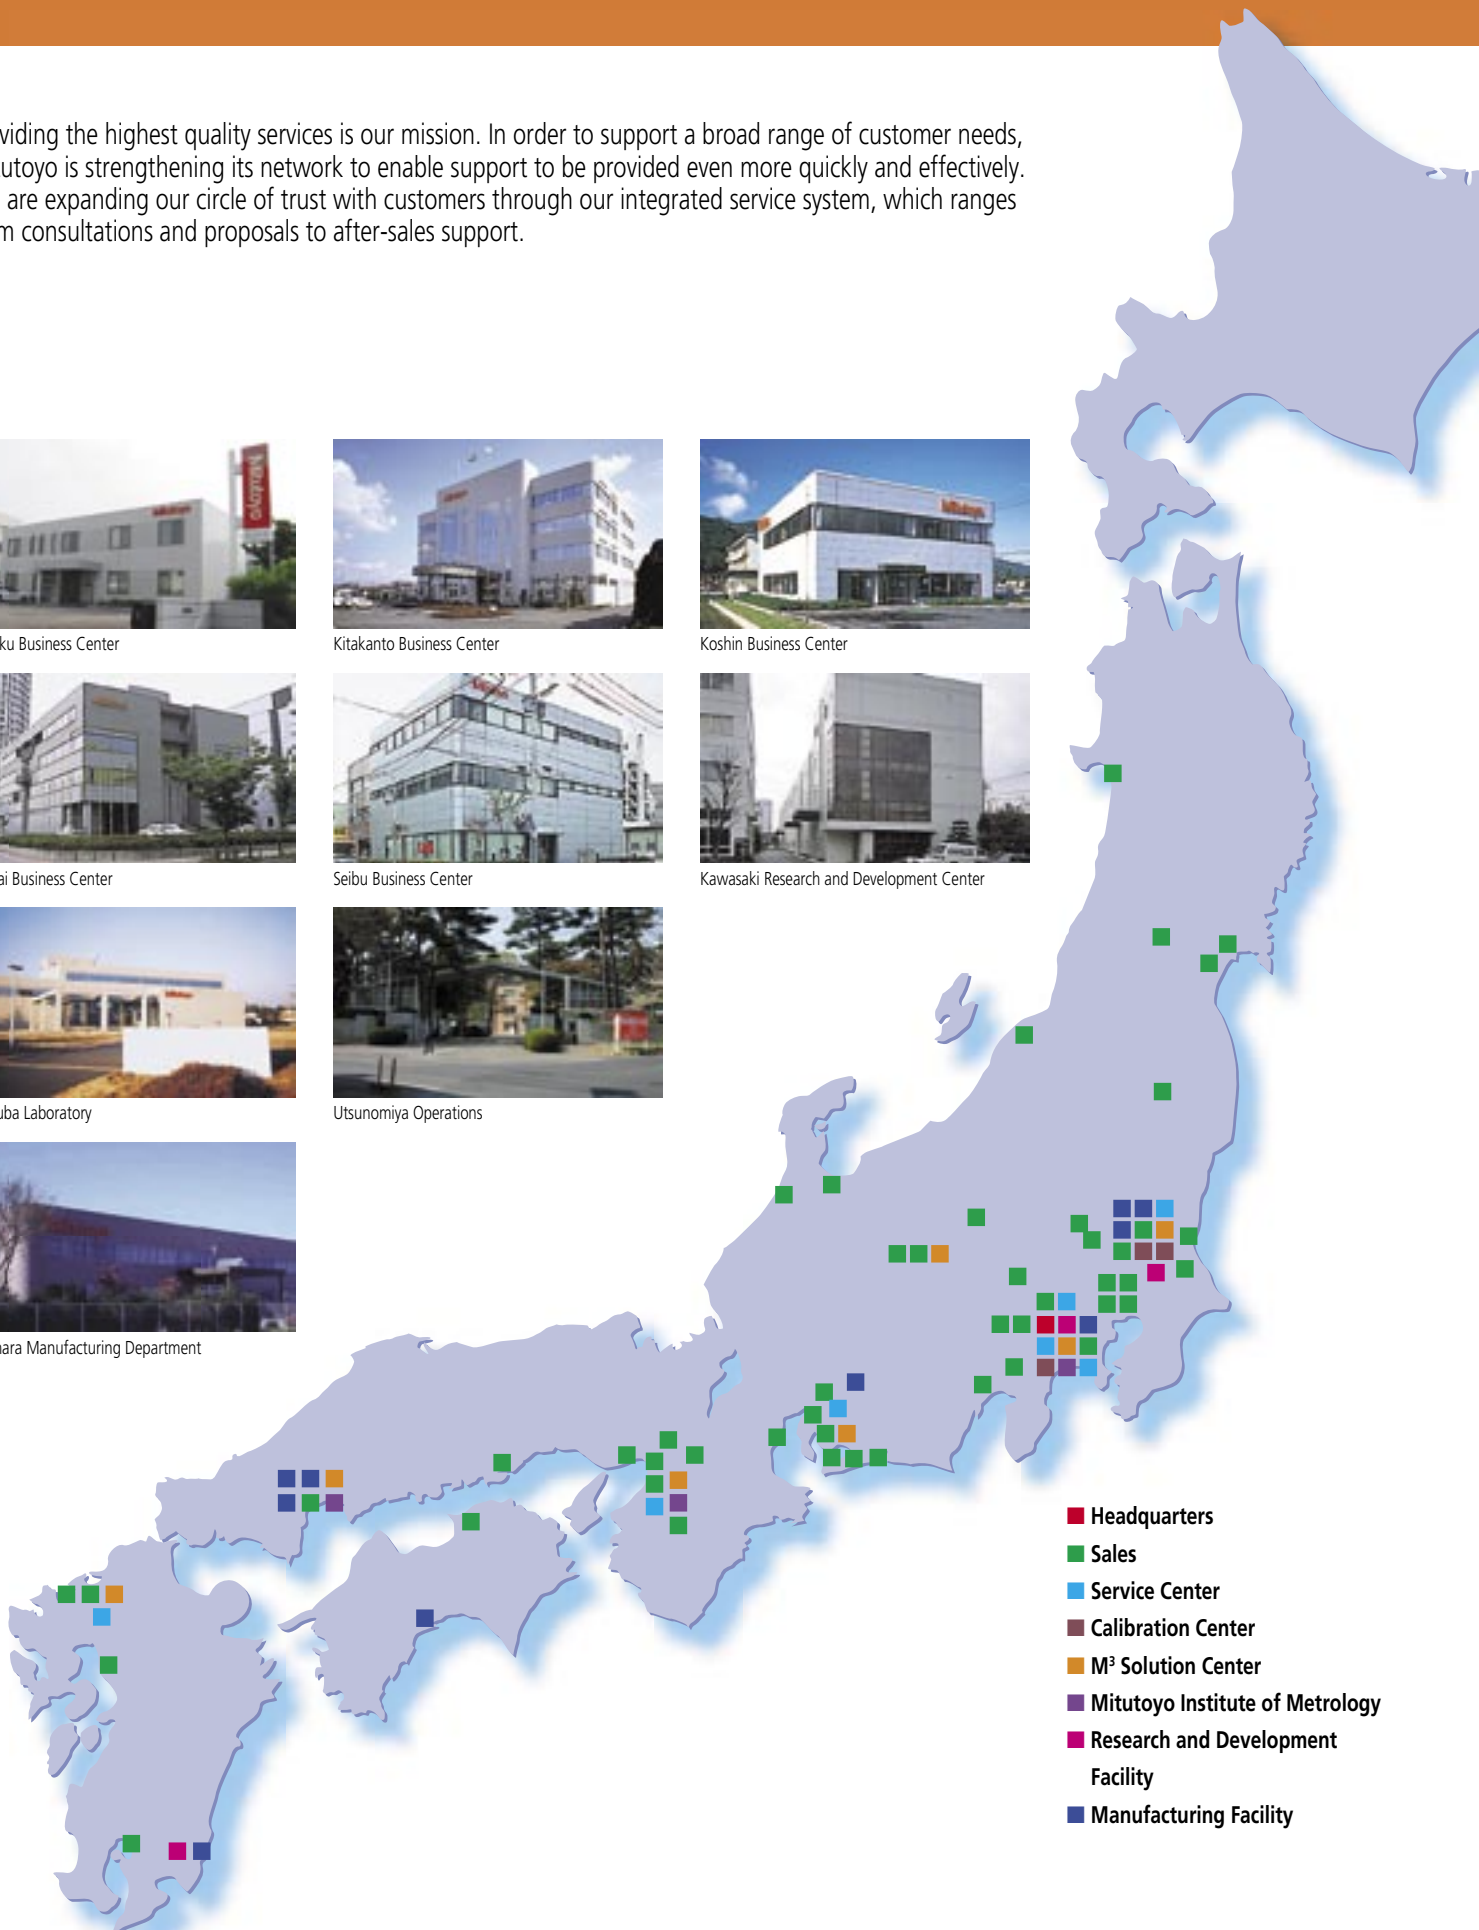 viding the highest quality services is our mission. In order to support a broad range of customer needs,
utoyo is strengthening its network to enable support to be provided even more quickly and effectively.
are expanding our circle of trust with customers through our integrated service system, which ranges
m consultations and proposals to after-sales support.
Mitutoyo
Mitutoyo
Mitutoyo
ku Business Center
Kitakanto Business Center
Koshin Business Center
ai Business Center
Seibu Business Center
Kawasaki Research and Development Center
uba Laboratory
Utsunomiya Operations
hara Manufacturing Department
Headquarters
Sales
Service Center
Calibration Center
M³ Solution Center
Mitutoyo Institute of Metrology
Research and Development
Facility
Manufacturing Facility